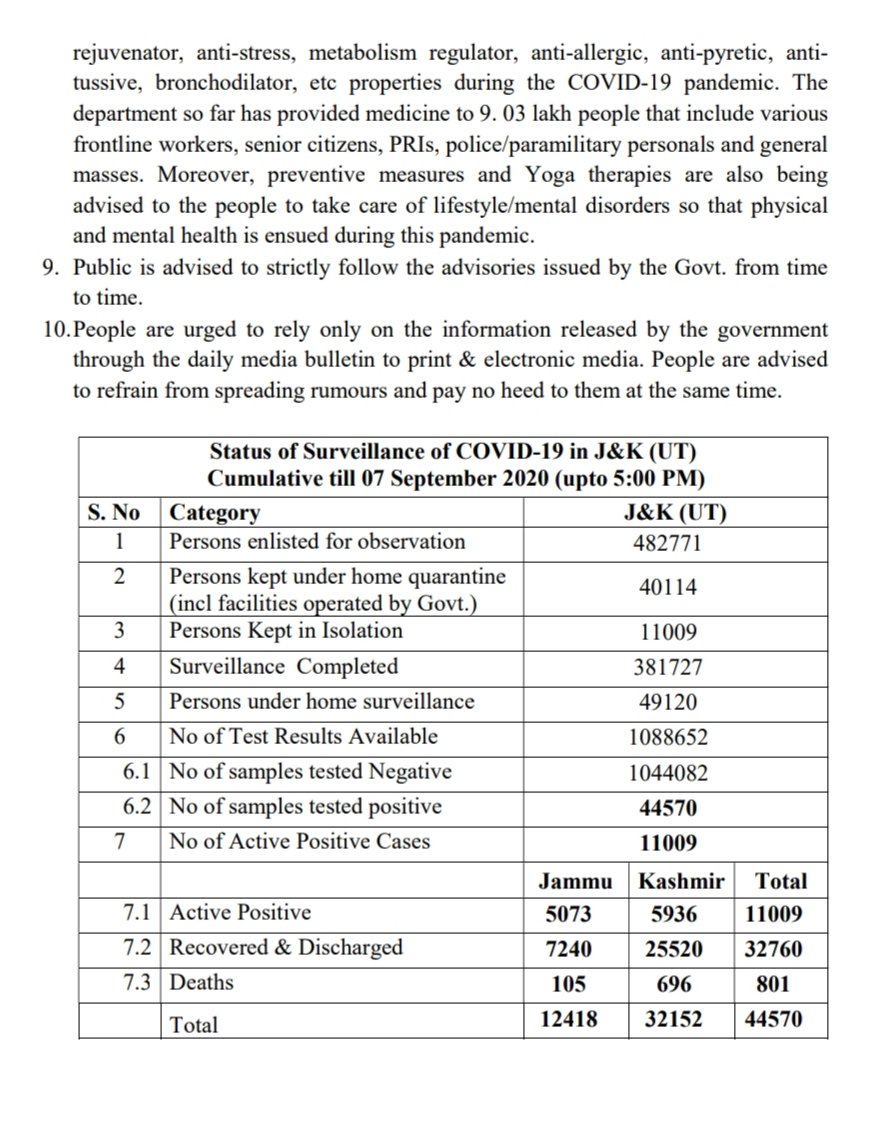 rejuvenator, anti-stress, metabolism regulator, anti-allergic, anti-pyretic, anti-
tussive, bronchodilator, etc properties during the COVID-19 pandemic. The
department so far has provided medicine to 9. 03 lakh people that include various
frontline workers, senior citizens, PRIs, police/paramilitary personals and general
masses. Moreover, preventive measures and Yoga therapies are also being
advised to the people to take care of lifestyle/mental disorders so that physical
and mental health is ensued during this pandemic.
9. Public is advised to strictly follow the advisories issued by the Govt. from time
to time.
10.People are urged to rely only on the information released by the government
through the daily media bulletin to print & electronic media. People are advised
to refrain from spreading rumours and pay no heed to them at the same time.
Status of Surveillance of COVID-19 in J&K (UT)
Cumulative till 07 September 2020 (upto 5:00 PM)
S. No Category J&K (UT)
1 Persons enlisted for observation 482771
2 Persons kept under home quarantine
(incl facilities operated by Govt.) 40114
3 Persons Kept in Isolation 11009
4 Surveillance Completed 381727
5 Persons under home surveillance 49120
6 No of Test Results Available 1088652
6.1 No of samples tested Negative 1044082
6.2 No of samples tested positive 44570
7 No of Active Positive Cases 11009
Jammu Kashmir Total
7.1 Active Positive 5073 5936 11009
7.2 Recovered & Discharged 7240 25520 32760
7.3 Deaths 105 696 801
Total 12418 32152 44570